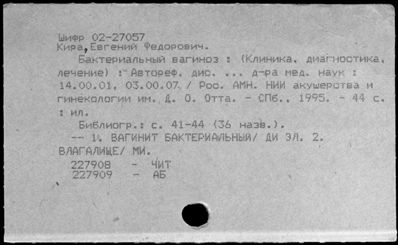 Шифр 02-27057
Кира,Евгений Федорович.
Бактериальный вагиноз : (Клиника, диагностика,
лечение) : Автореф. дис. ... д-ра мед. наук :
14.00.01, 03.00.07 / Рос. АМН. НИИ акушерства и
гинекологии им. Д. О. Отта. - СПб., 1995. - 44 с.
: ил.
Библиогр.: с. 41-44 (36 назв.).
-- 1. ВАГИНИТ БАКТЕРИАЛЬНЫЙ/ ДИ ЭЛ. 2.
ВЛАГАЛИЩЕ/ МИ.
227908 - ЧИТ
227909 - АБ